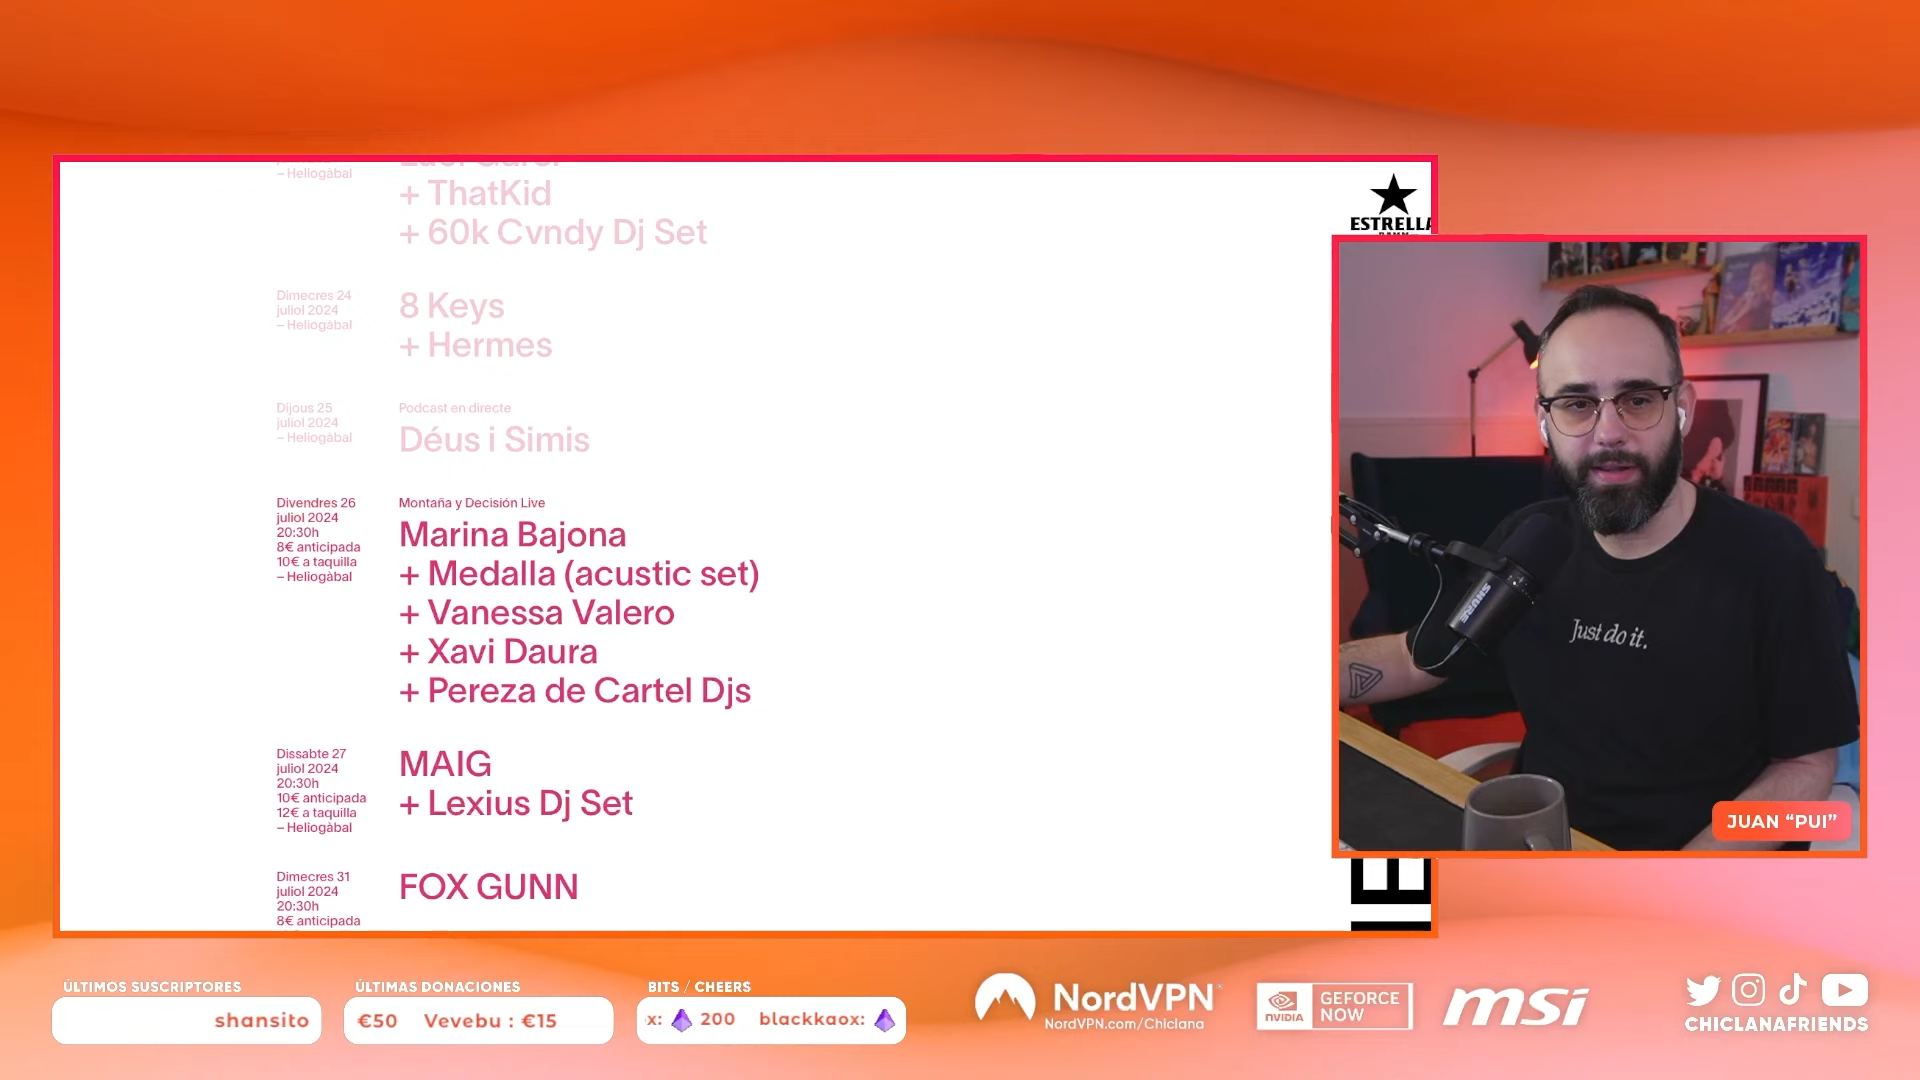 – Heliogàbal
+ ThatKid
+ 60k Cvndy Dj Set
Dimecres 24
juliol 2024
– Heliogàbal
8 Keys
+ Hermes
Dijous 25
juliol 2024
– Heliogàbal
Podcast en directe
Déus i Simis
Divendres 26
juliol 2024
20:30h
8€ anticipada
10€ a taquilla
– Heliogàbal
Montaña y Decisión Live
Marina Bajona
+ Medalla (acustic set)
+ Vanessa Valero
+ Xavi Daura
+ Pereza de Cartel Djs
Dissabte 27
juliol 2024
20:30h
10€ anticipada
12€ a taquilla
– Heliogàbal
MAIG
+ Lexius Dj Set
Dimecres 31
juliol 2024
20:30h
8€ anticipada
FOX GUNN
ESTRELLA
SHURE
Just do it.
JUAN “PUI”
ÚLTIMOS SUSCRIPTORES
shansito
ÚLTIMAS DONACIONES
€50 Vevebu : €15
BITS / CHEERS
x: 200 blackkaox:
NordVPN
NordVPN.com/Chiclana
NVIDIA
GEFORCE
NOW
msi
CHICLANAFRIENDS